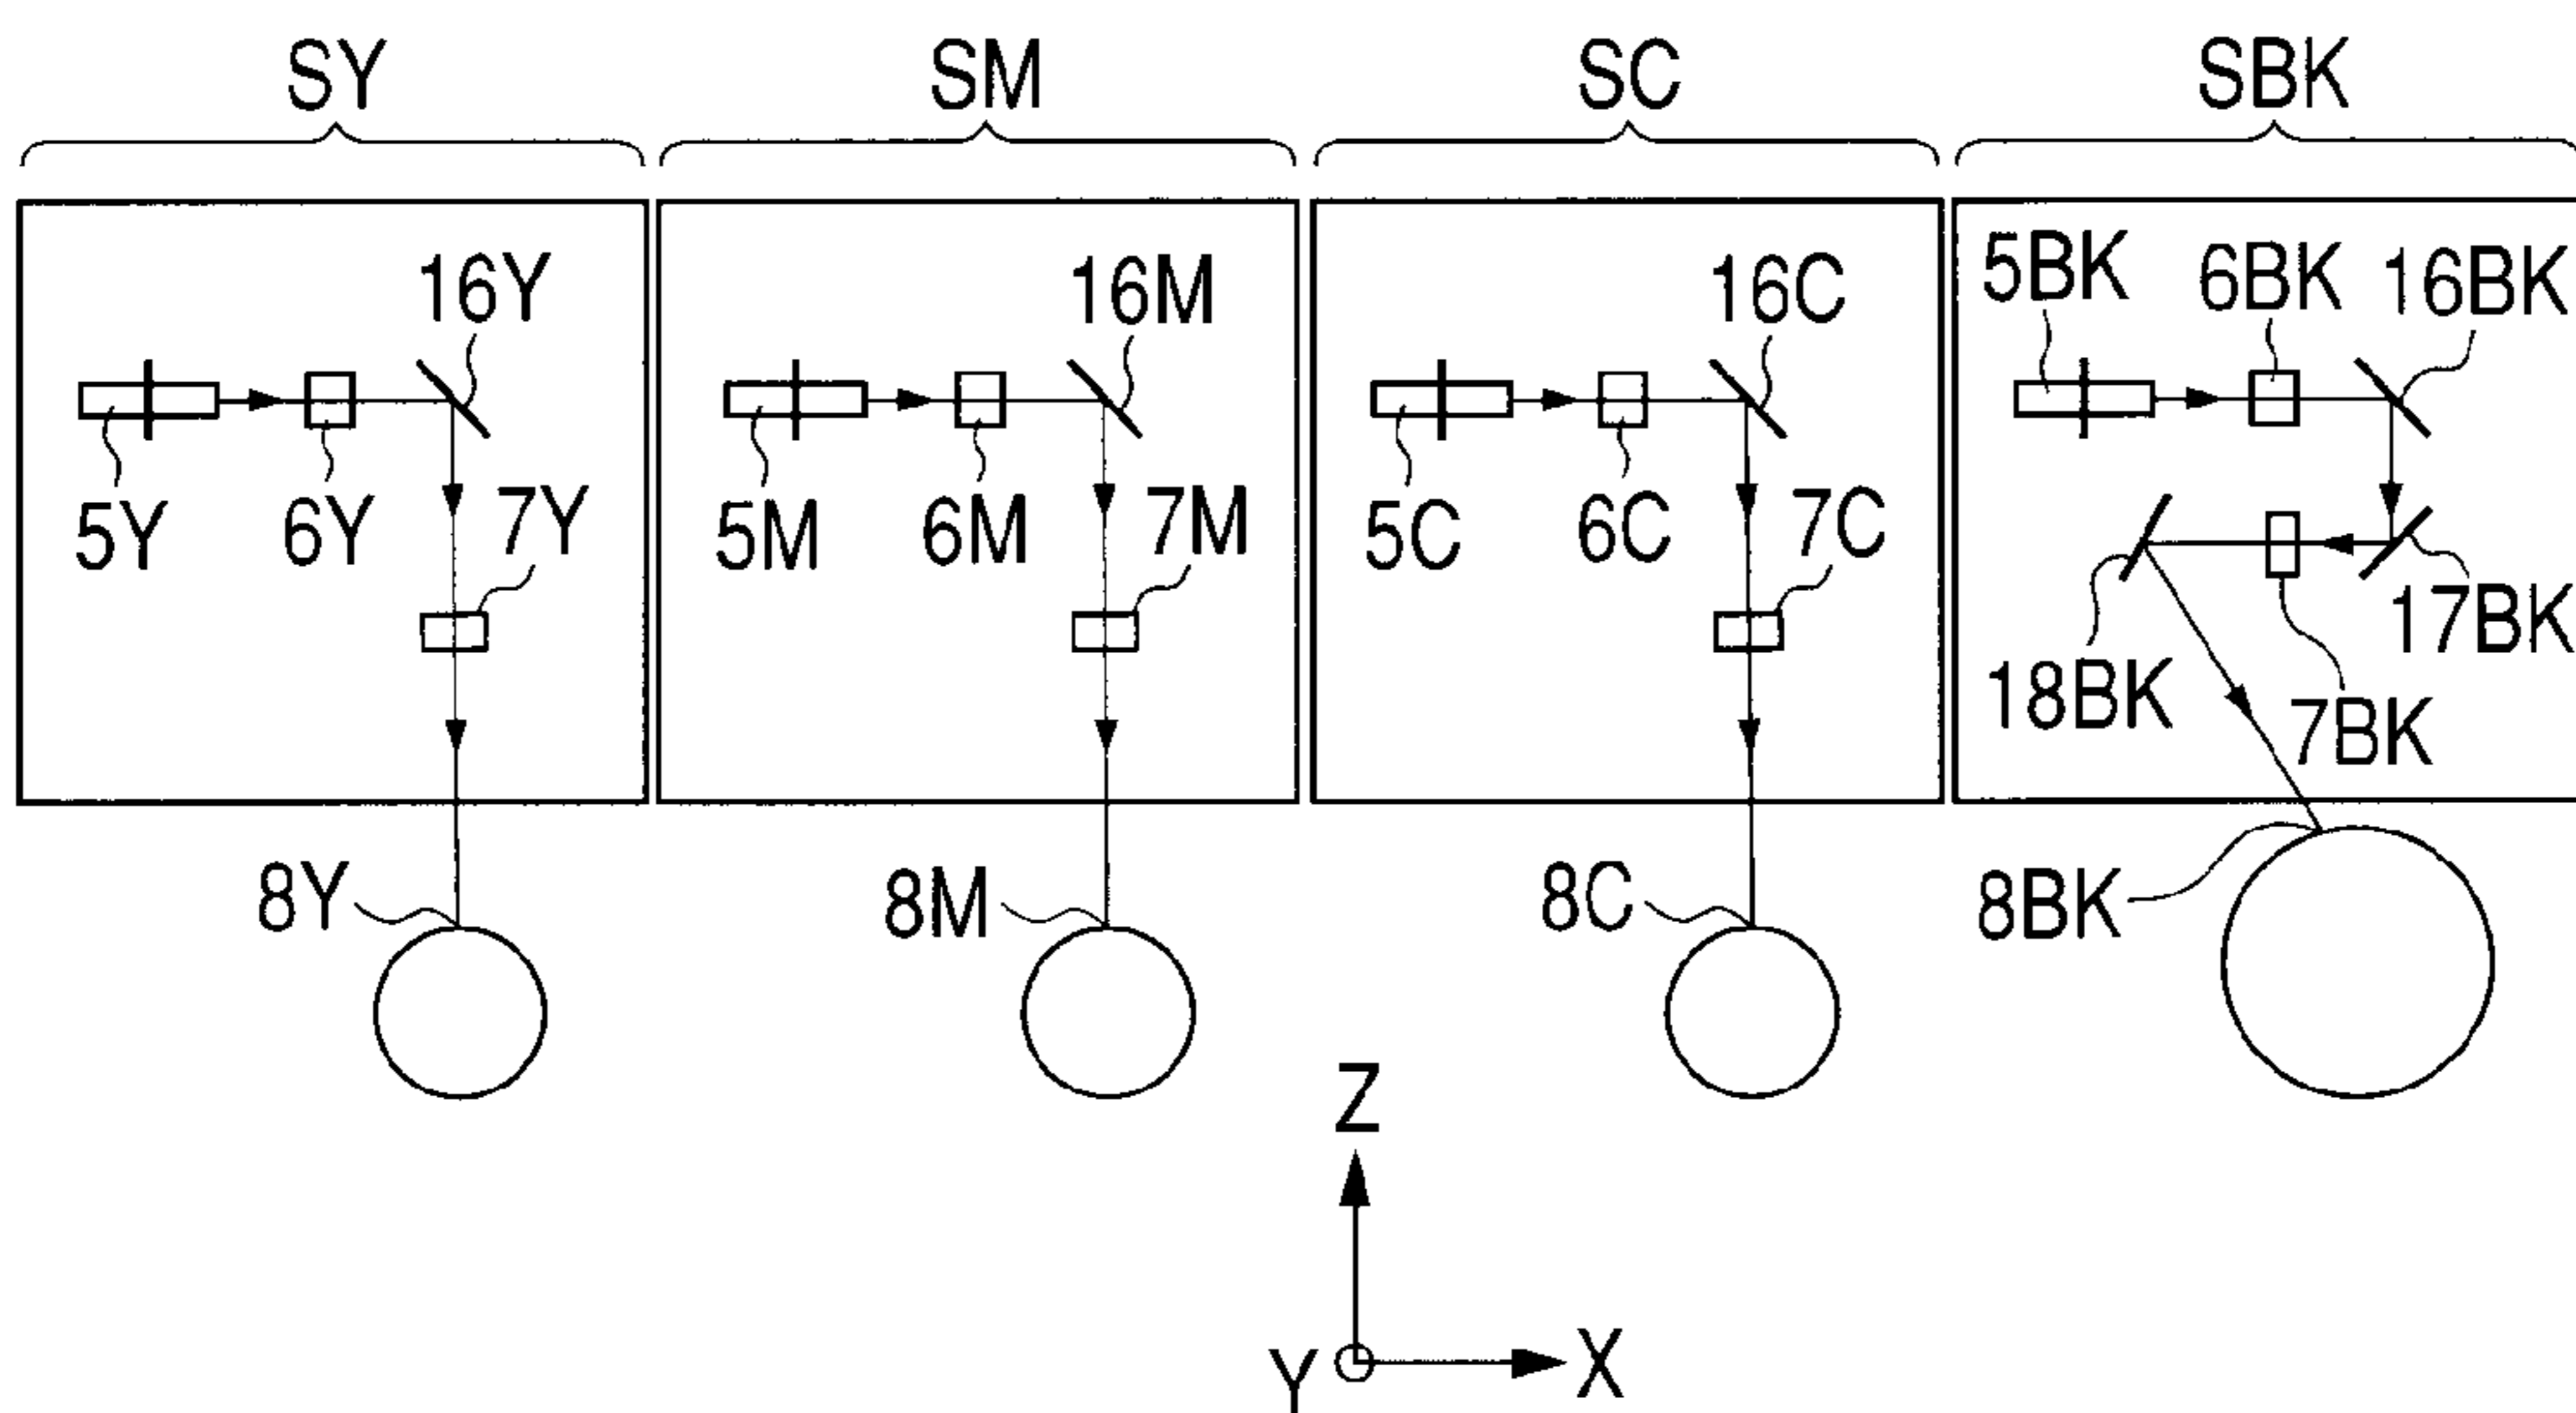 SY SM SC SBK
16Y 16M 16C 5BK 6BK 16BK
5Y 6Y 7Y 5M 6M 7M 5C 6C 7C
18BK 7BK 17BK
8Y 8M 8C 8BK
Z
Y X